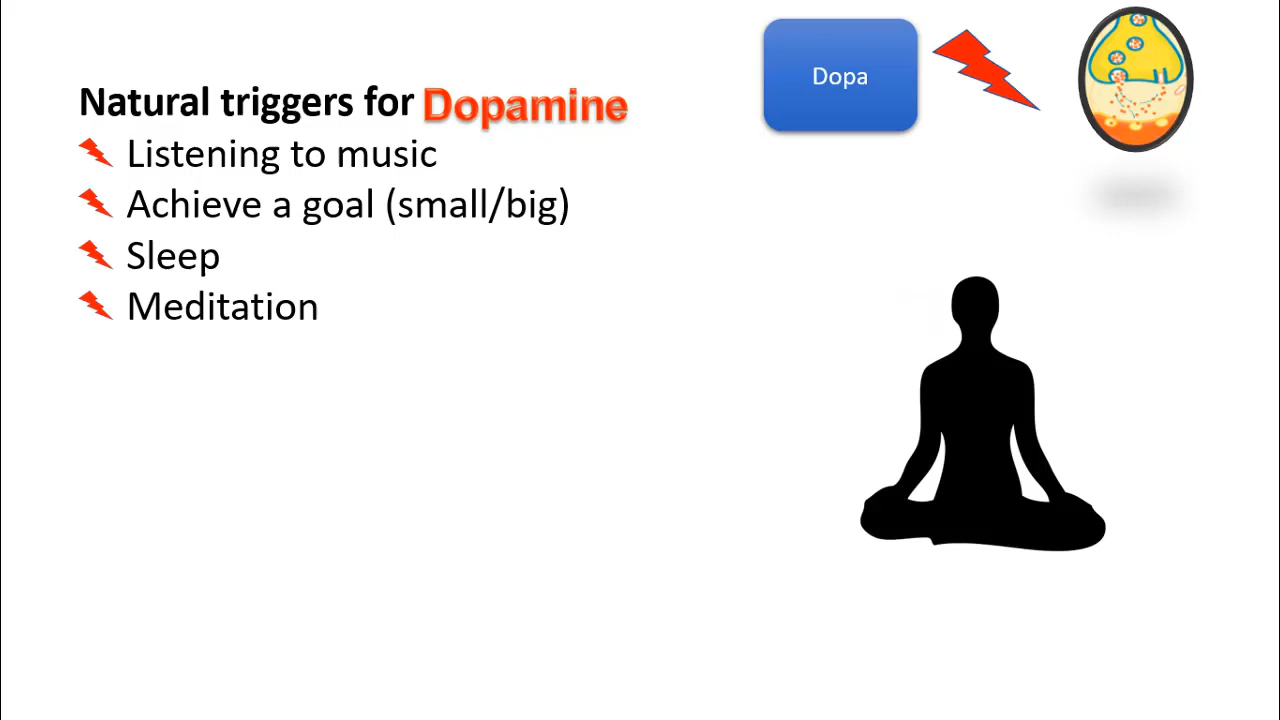 Dopa
Natural triggers for Dopamine
Listening to music
Achieve a goal (small/big)
Sleep
Meditation